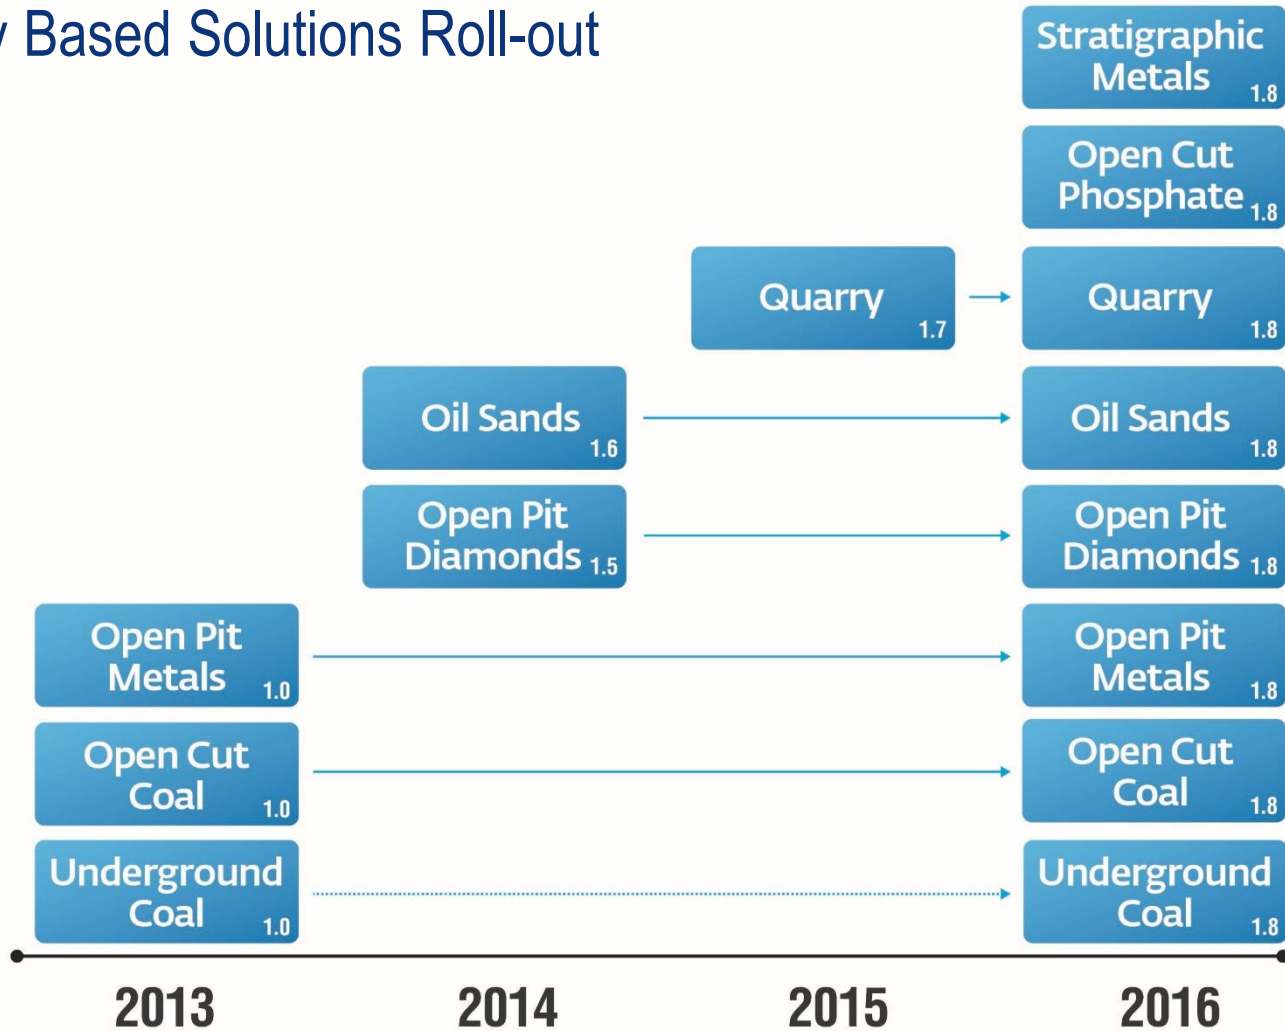 y Based Solutions Roll-out
Stratigraphic
Metals 1.8
Open Cut
Phosphate 1.8
Quarry
1.7
Quarry
1.8
Oil Sands
1.6
Oil Sands
1.8
Open Pit
Diamonds 1.5
Open Pit
Diamonds 1.8
Open Pit
Metals 1.0
Open Pit
Metals 1.8
Open Cut
Coal 1.0
Open Cut
Coal 1.8
Underground
Coal 1.0
Underground
Coal 1.8
2013 2014 2015 2016